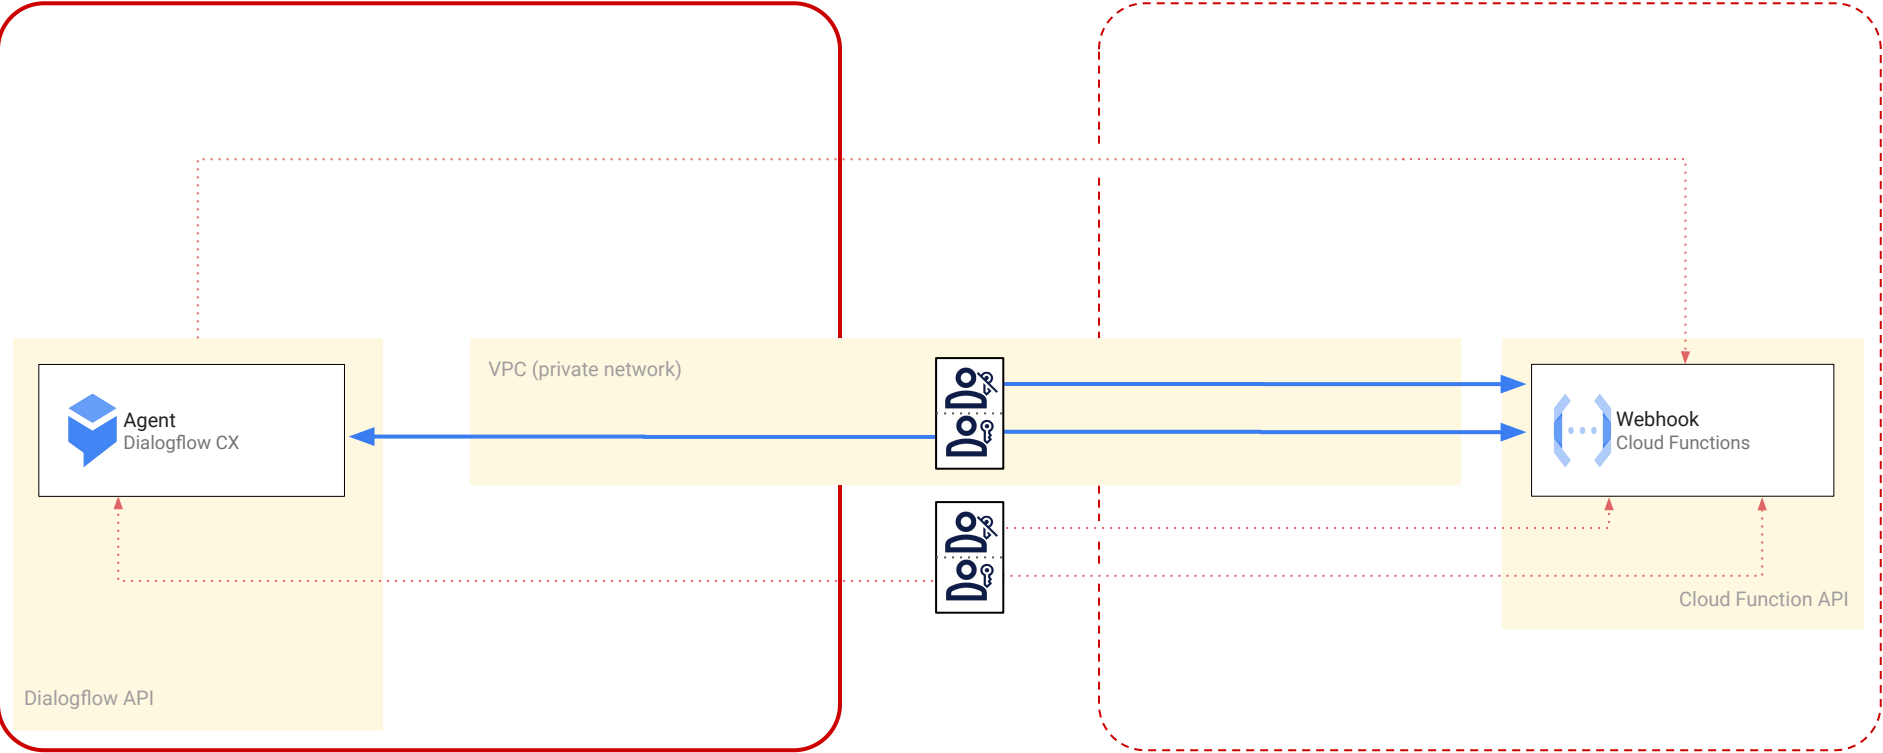 VPC (private network)
Agent
Dialogflow CX
Webhook
Cloud Functions
Cloud Function API
Dialogflow API